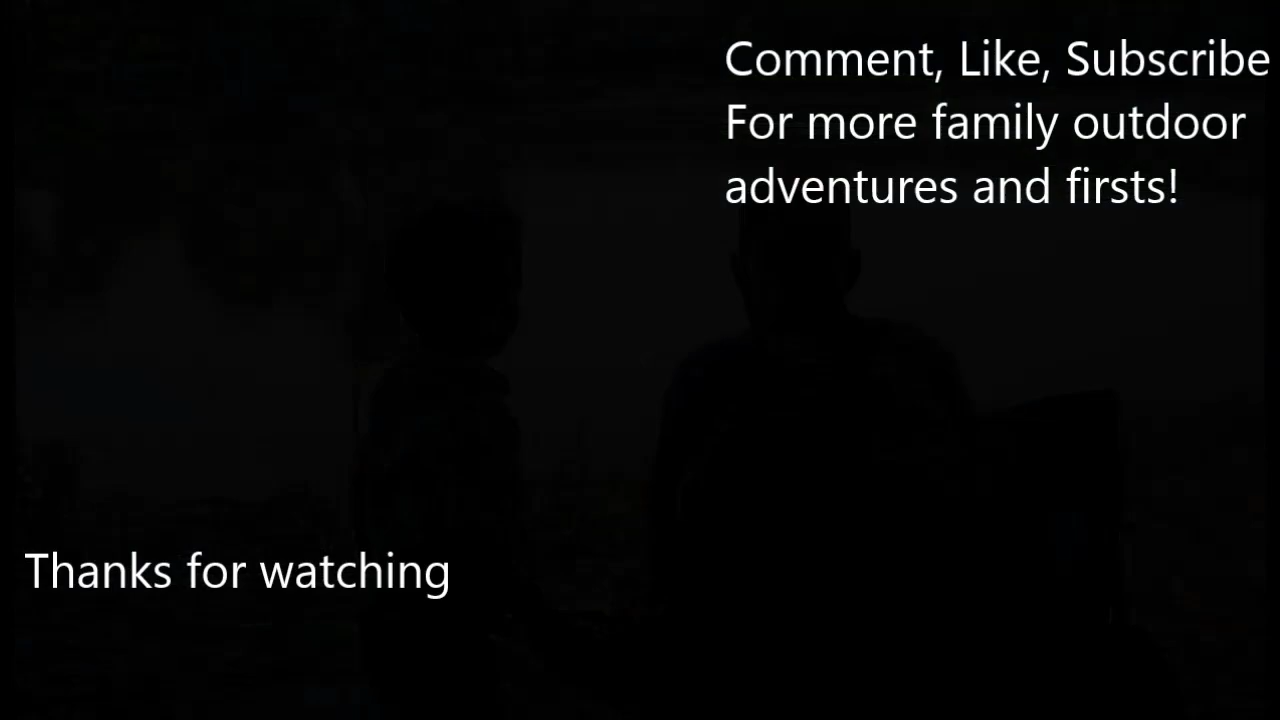 Comment, Like, Subscribe
For more family outdoor
adventures and firsts!
Thanks for watching